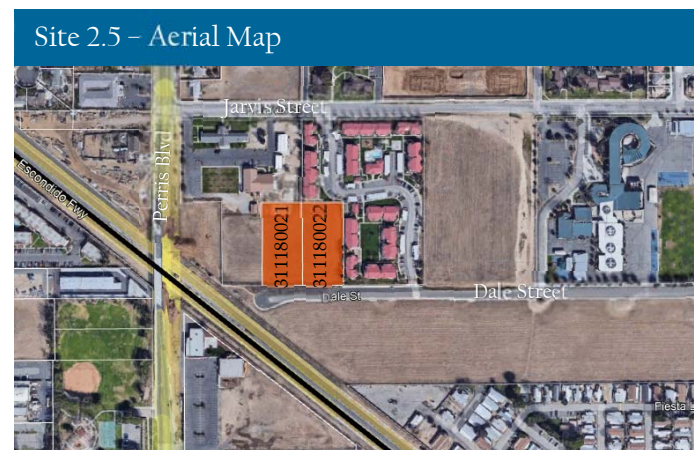 Site 2.5 – Aerial Map
Jarvis Street
Perris Blvd
Escondido Fwy
311180021
311180022
Dale St
Dale Street